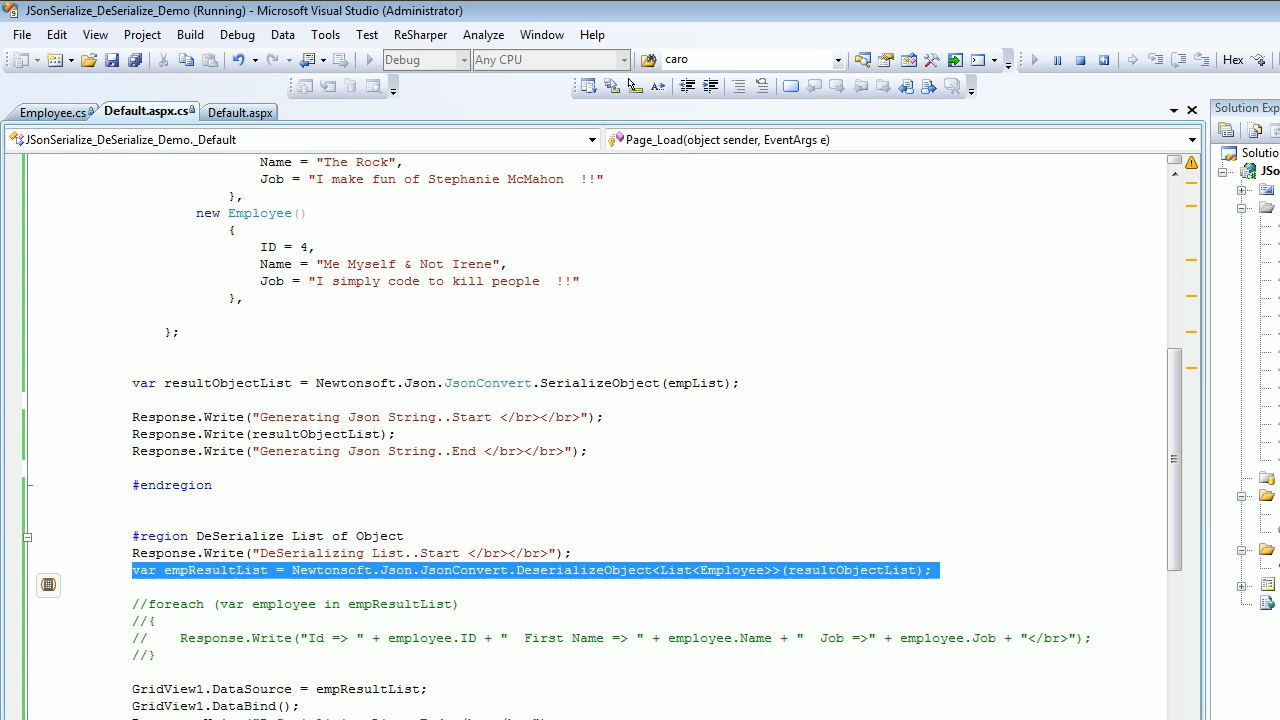 JSonSerialize_DeSerialize_Demo (Running) - Microsoft Visual Studio (Administrator)
File Edit View Project Build Debug Data Tools Test ReSharper Analyze Window Help
Debug Any CPU caro Hex
Employee.cs Default.aspx.cs Default.aspx
Solution Exp
JSonSerialize_DeSerialize_Demo._Default Page_Load(object sender, EventArgs e)
Solutio
JSo
Name = "The Rock",
Job = "I make fun of Stephanie McMahon !!"
},
new Employee()
{
ID = 4,
Name = "Me Myself & Not Irene",
Job = "I simply code to kill people !!"
},
};
var resultObjectList = Newtonsoft.Json.JsonConvert.SerializeObject(empList);
Response.Write("Generating Json String..Start </br></br>");
Response.Write(resultObjectList);
Response.Write("Generating Json String..End </br></br>");
#endregion
#region DeSerialize List of Object
Response.Write("DeSerializing List..Start </br></br>");
var empResultList = Newtonsoft.Json.JsonConvert.DeserializeObject<List<Employee>>(resultObjectList);
//foreach (var employee in empResultList)
//{
// Response.Write("Id => " + employee.ID + " First Name => " + employee.Name + " Job =>" + employee.Job + "</br>");
//}
GridView1.DataSource = empResultList;
GridView1.DataBind();